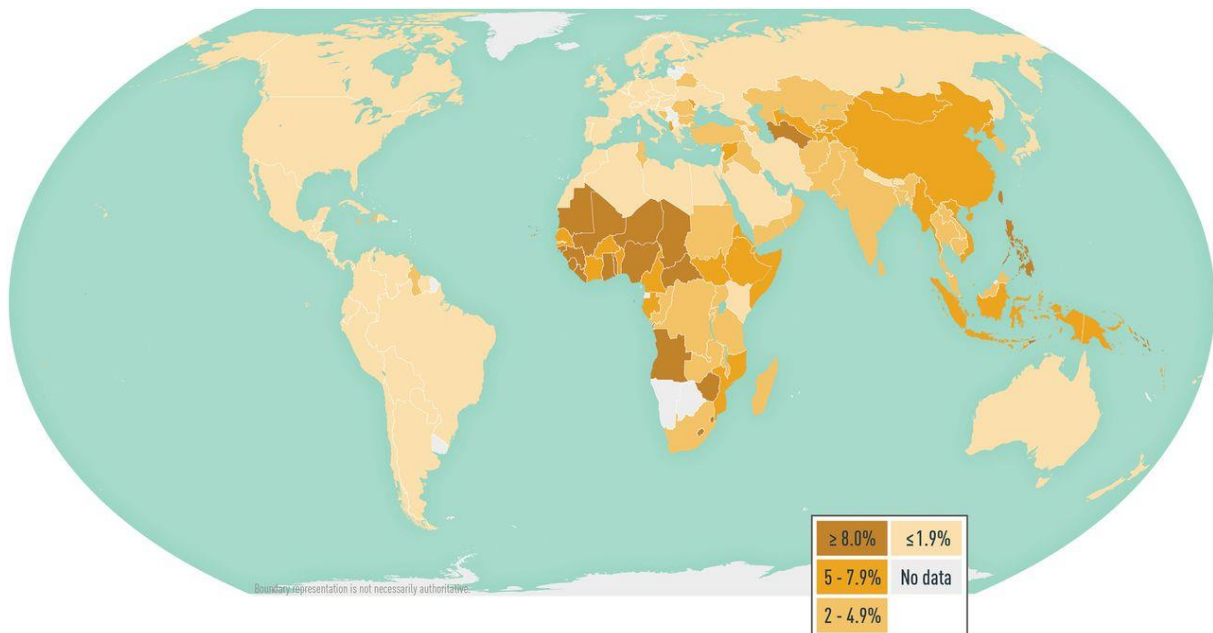 Boundary representation is not necessarily authoritative.
≥ 8.0% ≤1.9%
5 - 7.9% No data
2 - 4.9%